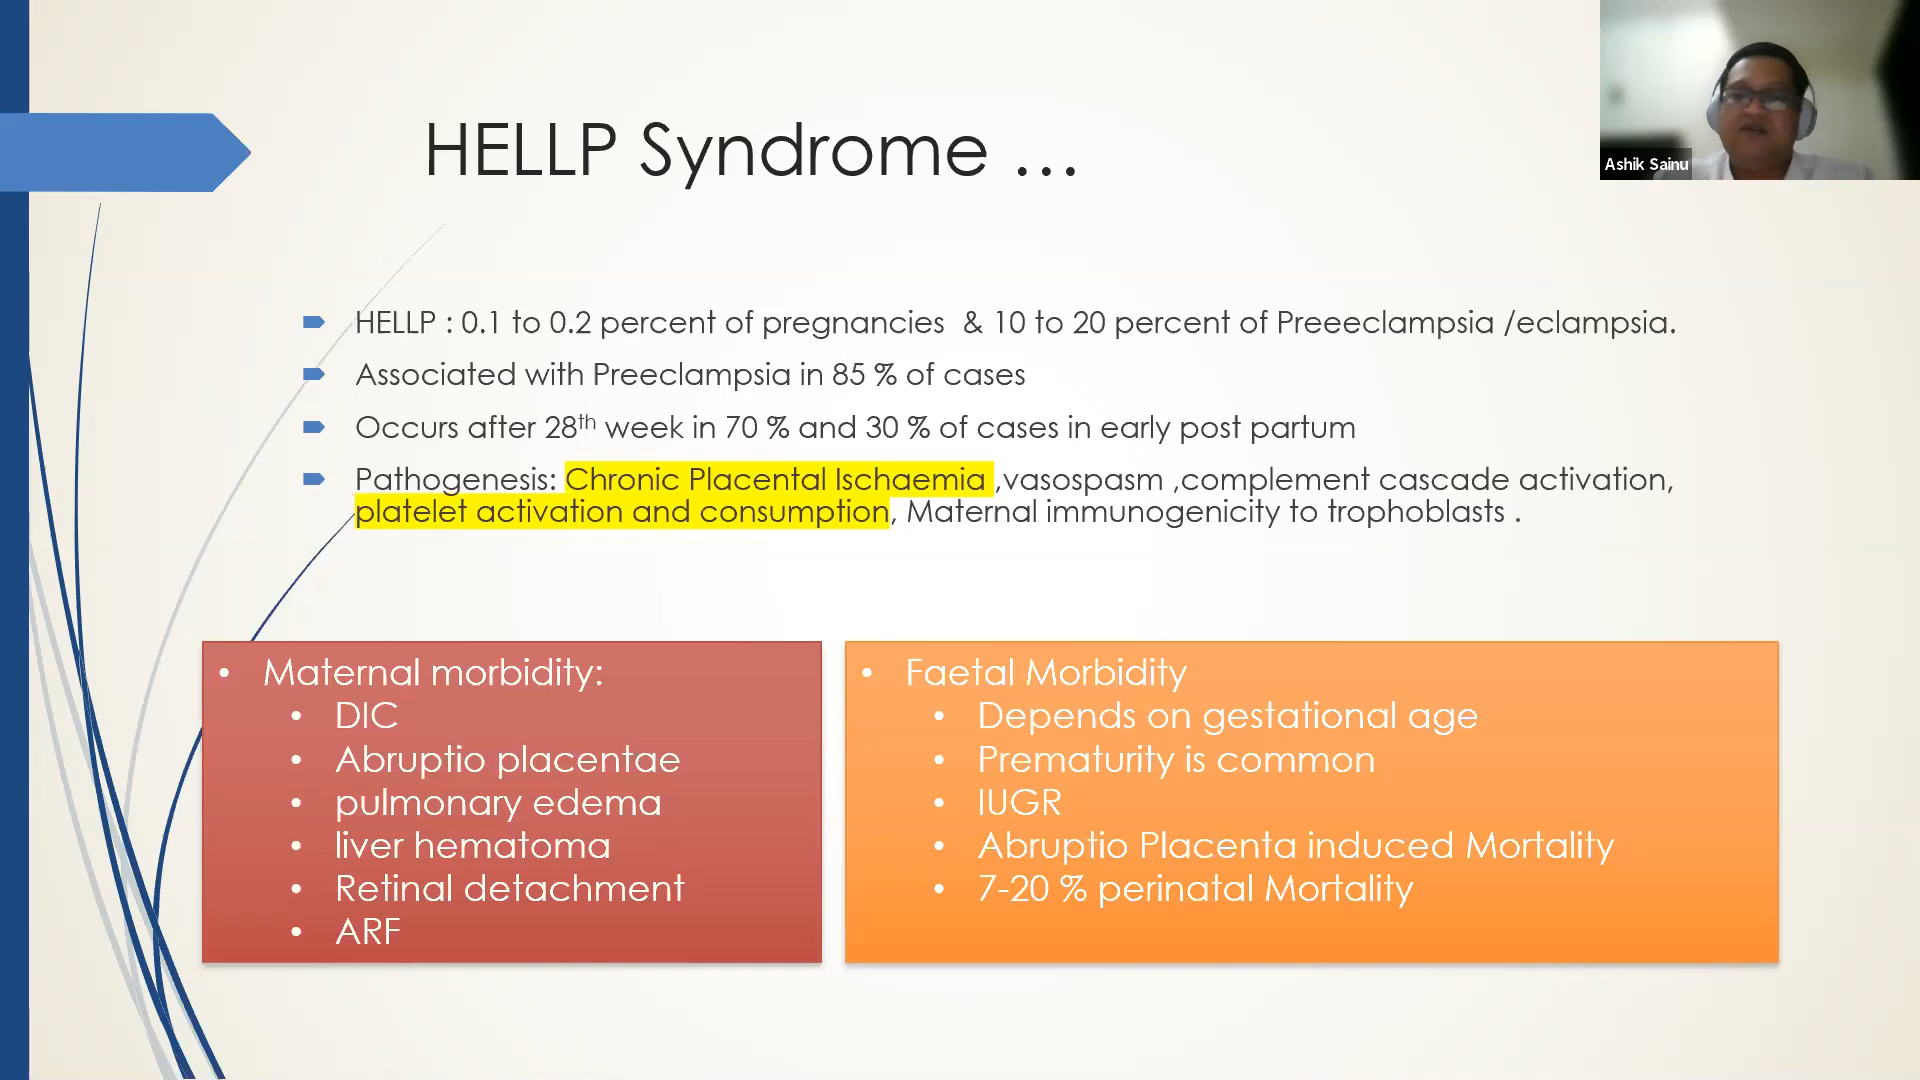 Ashik Sainu
HELLP Syndrome ...
HELLP : 0.1 to 0.2 percent of pregnancies & 10 to 20 percent of Preeeclampsia /eclampsia.
Associated with Preeclampsia in 85 % of cases
Occurs after 28th week in 70 % and 30 % of cases in early post partum
Pathogenesis: Chronic Placental Ischaemia ,vasospasm ,complement cascade activation,
platelet activation and consumption, Maternal immunogenicity to trophoblasts .
• Maternal morbidity:
• DIC
• Abruptio placentae
• pulmonary edema
• liver hematoma
• Retinal detachment
• ARF
• Faetal Morbidity
• Depends on gestational age
• Prematurity is common
• IUGR
• Abruptio Placenta induced Mortality
• 7-20 % perinatal Mortality